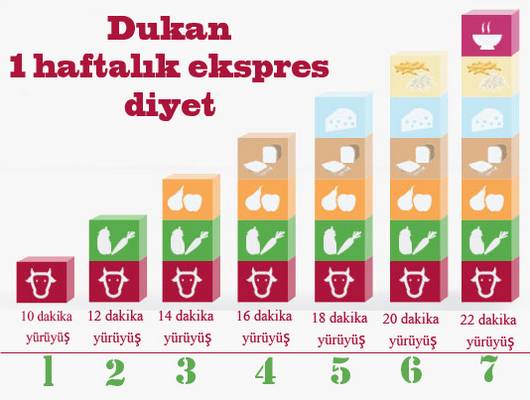 Dukan
1 haftalık ekspres
diyet
10 dakika 12 dakika 14 dakika 16 dakika 18 dakika 20 dakika 22 dakika
yürüyüş yürüyüş yürüyüş yürüyüş yürüyüş yürüyüş yürüyüş
1 2 3 4 5 6 7